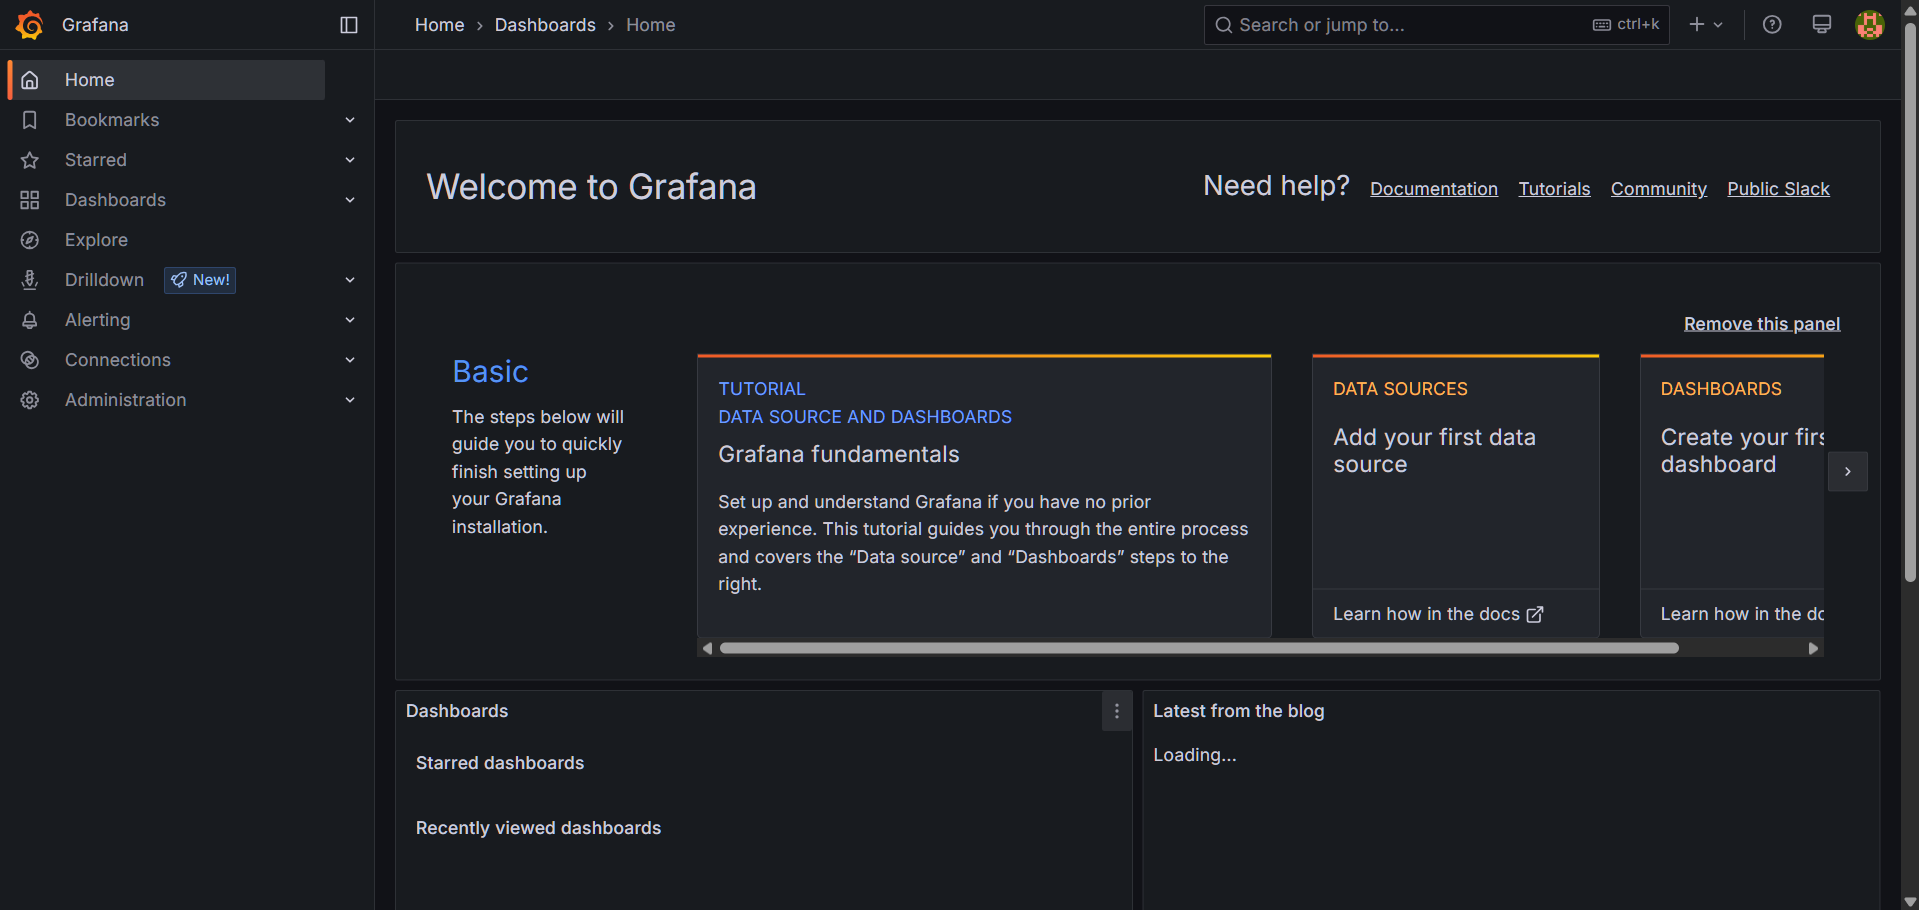 Grafana
Home › Dashboards › Home
Search or jump to...
ctrl+k
Home
Bookmarks
Starred
Dashboards
Explore
Drilldown
New!
Alerting
Connections
Administration
Welcome to Grafana
Need help?
Documentation
Tutorials
Community
Public Slack
Remove this panel
Basic
The steps below will
guide you to quickly
finish setting up
your Grafana
installation.
TUTORIAL
DATA SOURCE AND DASHBOARDS
Grafana fundamentals
Set up and understand Grafana if you have no prior
experience. This tutorial guides you through the entire process
and covers the “Data source” and “Dashboards” steps to the
right.
DATA SOURCES
Add your first data
source
Learn how in the docs
DASHBOARDS
Create your firs
dashboard
Learn how in the do
Dashboards
Starred dashboards
Recently viewed dashboards
Latest from the blog
Loading...